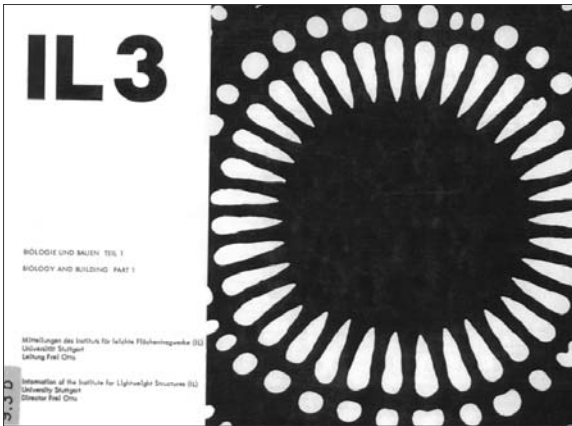 IL 3
BIOLOGIE UND BAUEN TEIL 1
BIOLOGY AND BUILDING PART 1
Mitteilungen des Instituts für leichte Flächentragwerke (IL)
Universität Stuttgart
Leitung Frei Otto
Information of the Institute for Lightweight Structures (IL)
University Stuttgart
Director Frei Otto